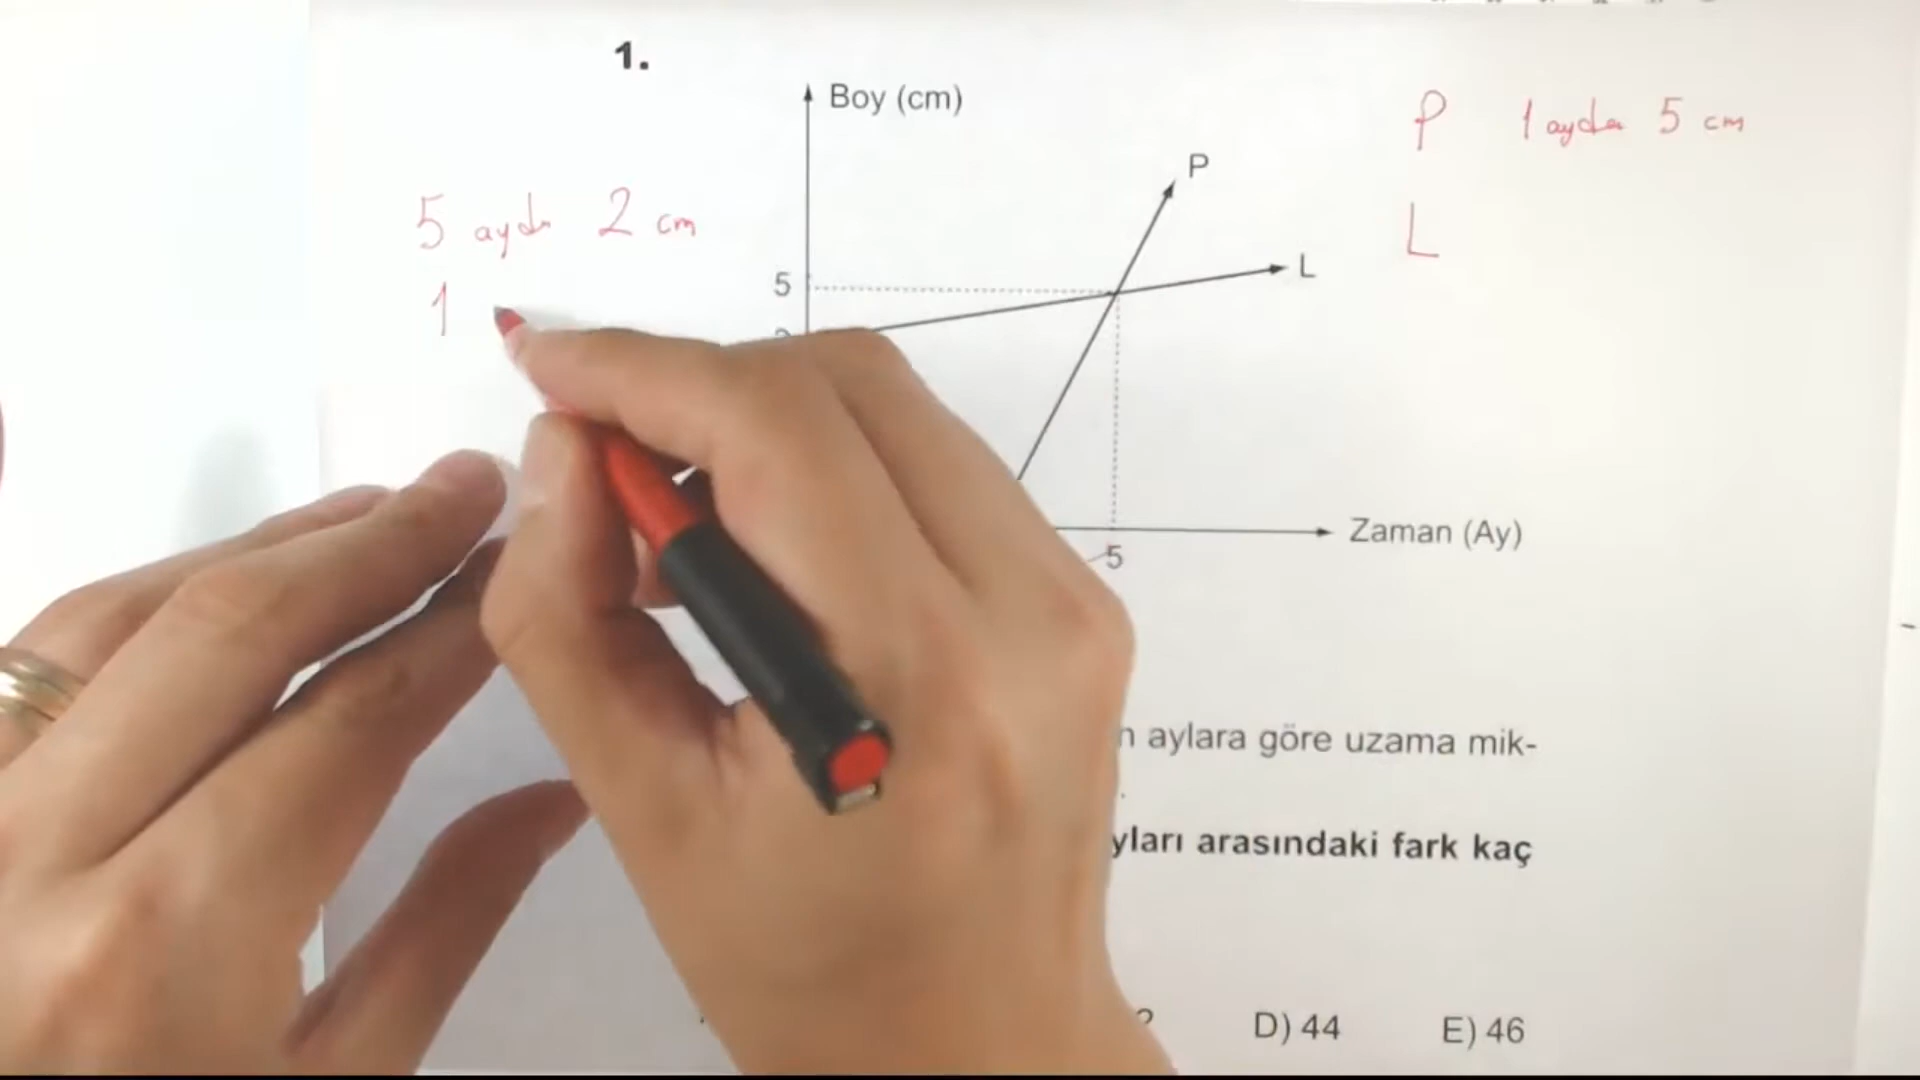 1.
Boy (cm)
P 1 ayda 5 cm
P
5 ayda 2 cm
L
5
L
1
Zaman (Ay)
5
aylara göre uzama mik-
arasındaki fark kaç
D) 44 E) 46